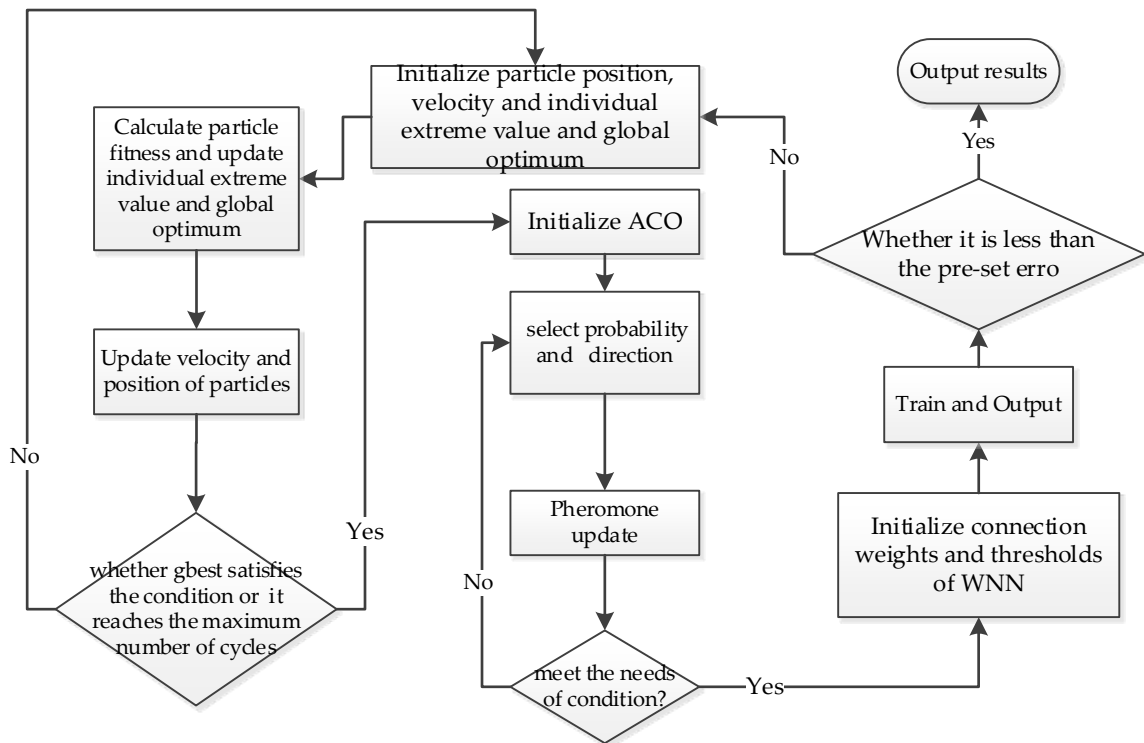 Initialize particle position,
velocity and individual
extreme value and global
optimum
Calculate particle
fitness and update
individual extreme
value and global
optimum
Update velocity and
position of particles
No
whether gbest satisfies
the condition or it
reaches the maximum
number of cycles
Yes
Initialize ACO
select probability
and direction
Pheromone
update
No
meet the needs
of condition?
Yes
Initialize connection
weights and thresholds
of WNN
Train and Output
Whether it is less than
the pre-set erro
No
Yes
Output results